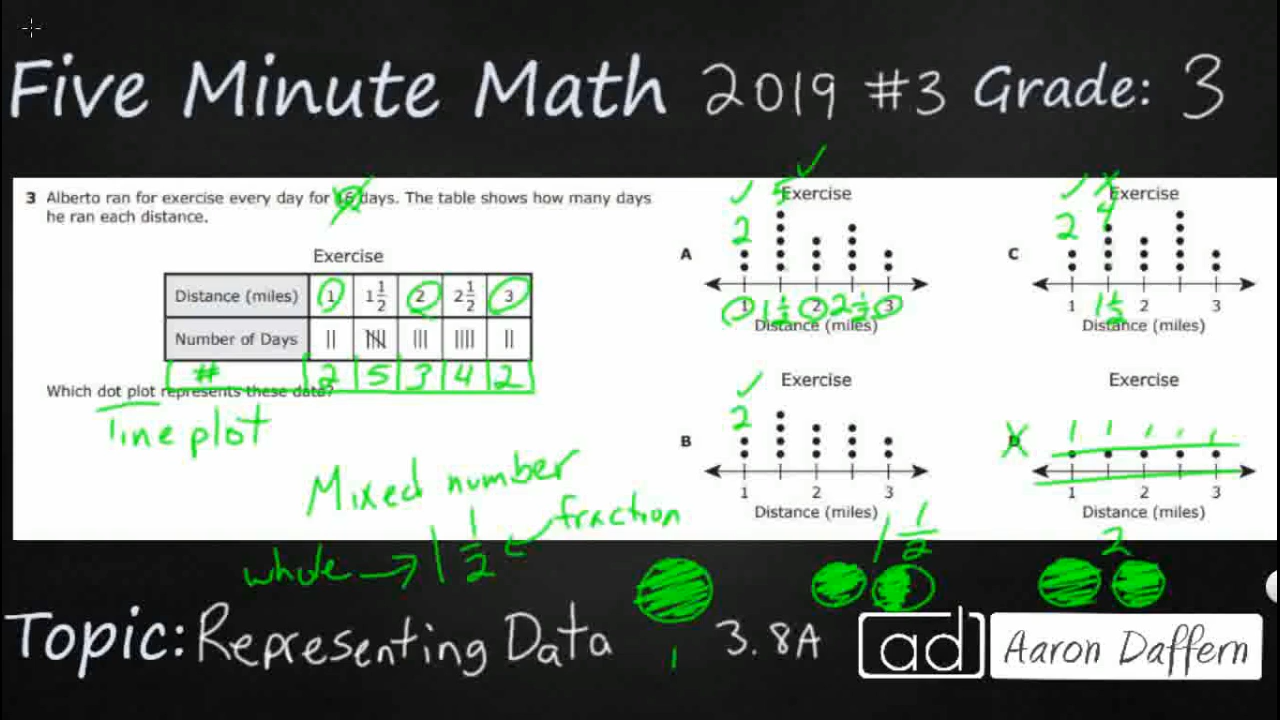 Five Minute Math 2019 #3 Grade: 3
3 Alberto ran for exercise every day for 16 days. The table shows how many days
he ran each distance.
Exercise
Distance (miles) 1 1 1/2 2 2 1/2 3
Number of Days || |||| ||| |||| ||
# 2 5 3 4 2
Which dot plot represents these data?
line plot
Mixed number
whole → 1 1/2 ← fraction
A
Exercise
2 5
1 1 1/2 2 2 1/2 3
Distance (miles)
B
Exercise
2
1 2 3
Distance (miles)
C
Exercise
2 4
1 2 3
1 1/2
Distance (miles)
D
Exercise
1 1 1 1 1
1 2 3
Distance (miles)
1
1 1/2
2
Topic: Representing Data 3.8A
ad Aaron Daffern